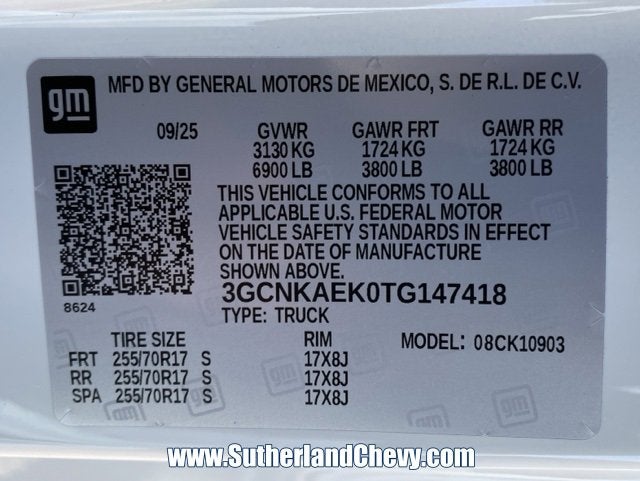 gm MFD BY GENERAL MOTORS DE MEXICO, S. DE R.L. DE C.V.
09/25 GVWR GAWR FRT GAWR RR
3130 KG 1724 KG 1724 KG
6900 LB 3800 LB 3800 LB
THIS VEHICLE CONFORMS TO ALL
APPLICABLE U.S. FEDERAL MOTOR
VEHICLE SAFETY STANDARDS IN EFFECT
ON THE DATE OF MANUFACTURE
SHOWN ABOVE.
3GCNKAEK0TG147418
8624
TYPE: TRUCK
TIRE SIZE RIM MODEL: 08CK10903
FRT 255/70R17 S 17X8J
RR 255/70R17 S 17X8J
SPA 255/70R17 S 17X8J
www.SutherlandChevy.com